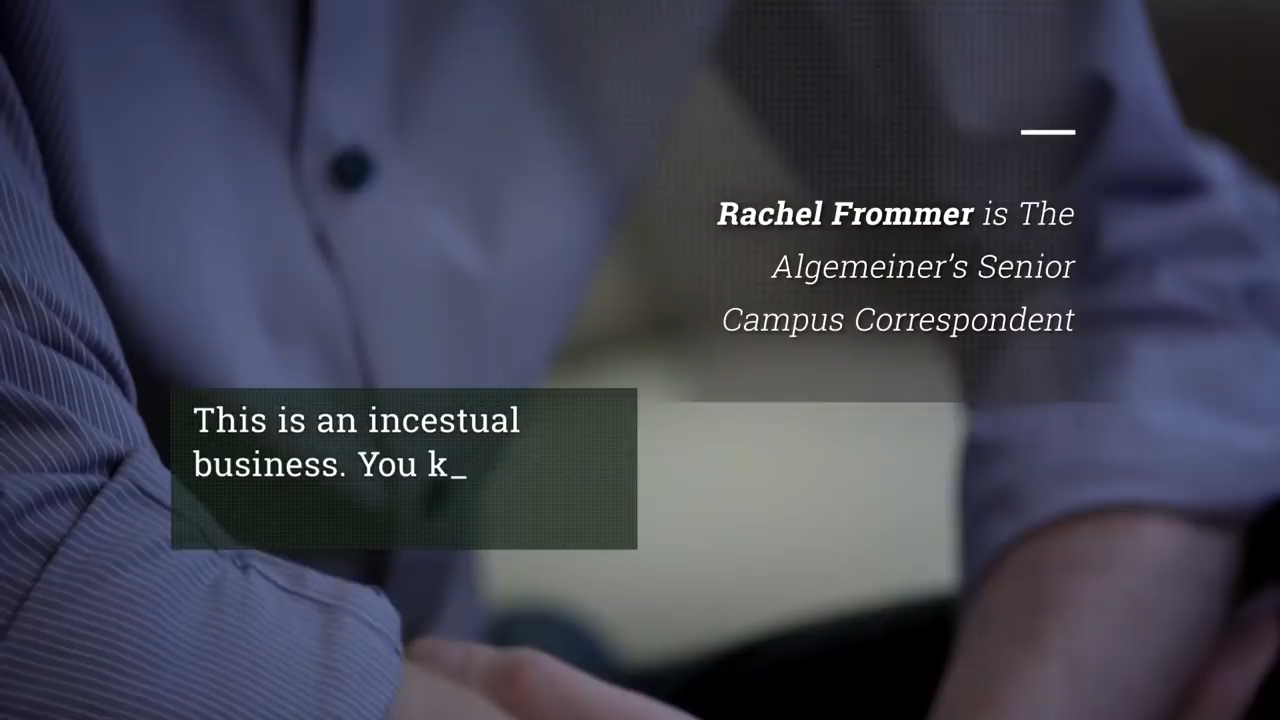 Rachel Frommer is The
Algemeiner’s Senior
Campus Correspondent
This is an incestual
business. You k_